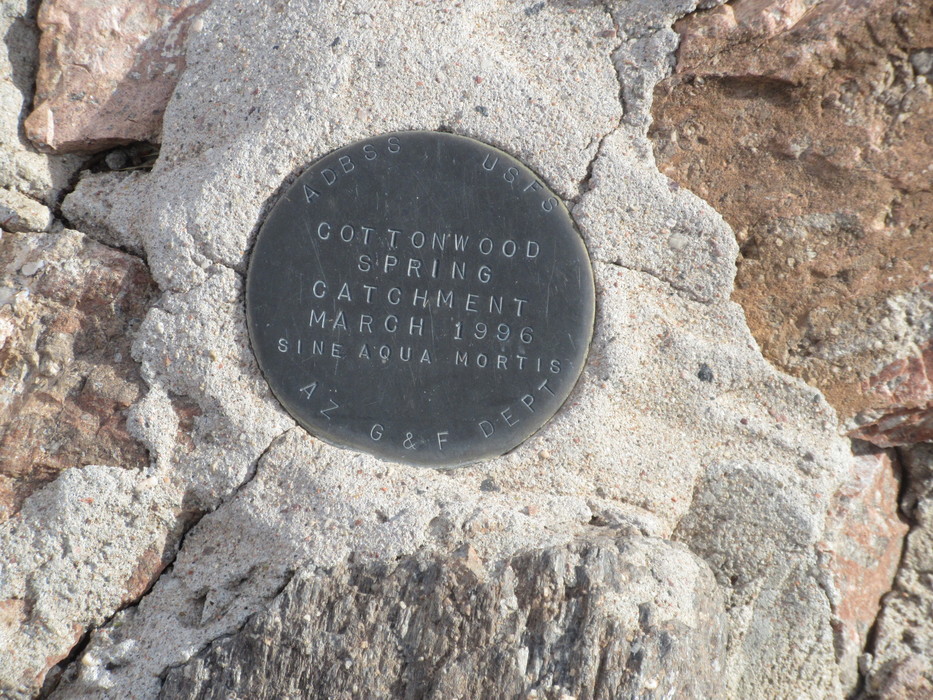 ADBSS USFS
COTTONWOOD
SPRING
CATCHMENT
MARCH 1996
SINE AQUA MORTIS
AZ G & F DEPT